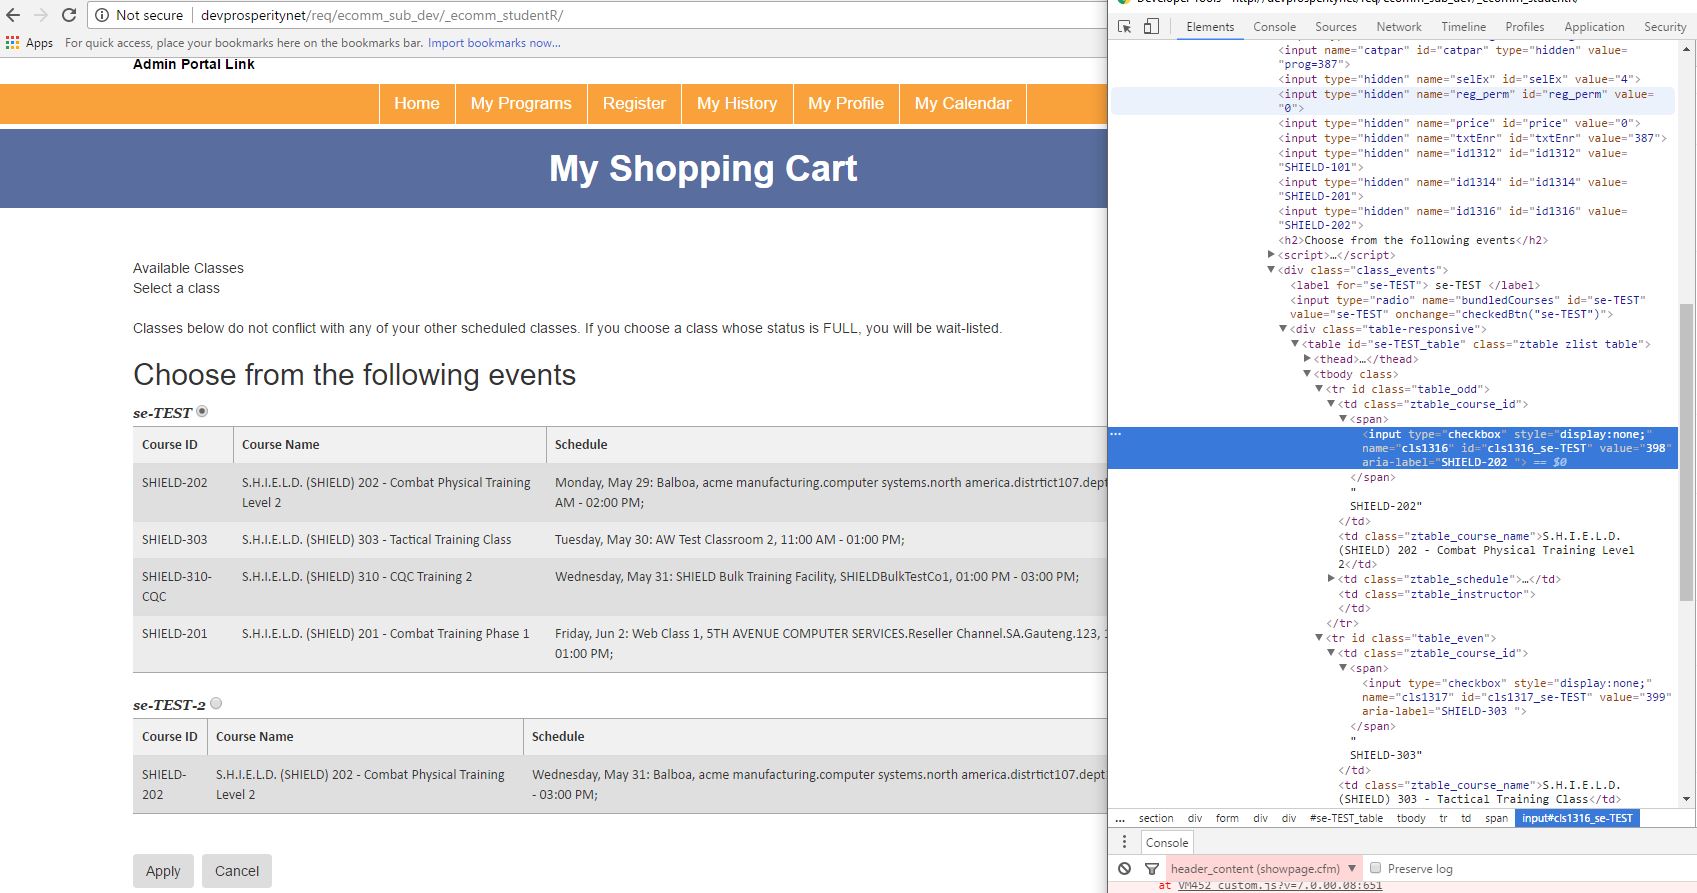 Not secure | devprosperitynet/req/ecomm_sub_dev/_ecomm_studentR/
Apps For quick access, place your bookmarks here on the bookmarks bar. Import bookmarks now...
Admin Portal Link
Home My Programs Register My History My Profile My Calendar
My Shopping Cart
Available Classes
Select a class
Classes below do not conflict with any of your other scheduled classes. If you choose a class whose status is FULL, you will be wait-listed.
Choose from the following events
se-TEST
Course ID Course Name Schedule
SHIELD-202 S.H.I.E.L.D. (SHIELD) 202 - Combat Physical Training Monday, May 29: Balboa, acme manufacturing.computer systems.north america.distrtict107.dept
Level 2 AM - 02:00 PM;
SHIELD-303 S.H.I.E.L.D. (SHIELD) 303 - Tactical Training Class Tuesday, May 30: AW Test Classroom 2, 11:00 AM - 01:00 PM;
SHIELD-310- S.H.I.E.L.D. (SHIELD) 310 - CQC Training 2 Wednesday, May 31: SHIELD Bulk Training Facility, SHIELDBulkTestCo1, 01:00 PM - 03:00 PM;
CQC
SHIELD-201 S.H.I.E.L.D. (SHIELD) 201 - Combat Training Phase 1 Friday, Jun 2: Web Class 1, 5TH AVENUE COMPUTER SERVICES.Reseller Channel.SA.Gauteng.123,
01:00 PM;
se-TEST-2
Course ID Course Name Schedule
SHIELD- S.H.I.E.L.D. (SHIELD) 202 - Combat Physical Training Wednesday, May 31: Balboa, acme manufacturing.computer systems.north america.distrtict107.dept
202 Level 2 - 03:00 PM;
Apply Cancel
Elements Console Sources Network Timeline Profiles Application Security
<input name="catpar" id="catpar" type="hidden" value=
"prog=387">
<input type="hidden" name="selEx" id="selEx" value="4">
<input type="hidden" name="reg_perm" id="reg_perm" value=
"0">
<input type="hidden" name="price" id="price" value="0">
<input type="hidden" name="txtEnr" id="txtEnr" value="387">
<input type="hidden" name="id1312" id="id1312" value=
"SHIELD-101">
<input type="hidden" name="id1314" id="id1314" value=
"SHIELD-201">
<input type="hidden" name="id1316" id="id1316" value=
"SHIELD-202">
<h2>Choose from the following events</h2>
<script>…</script>
<div class="class_events">
<label for="se-TEST"> se-TEST </label>
<input type="radio" name="bundledCourses" id="se-TEST"
value="se-TEST" onchange="checkedBtn("se-TEST")">
<div class="table-responsive">
<table id="se-TEST_table" class="ztable zlist table">
<thead>…</thead>
<tbody class>
<tr id class="table_odd">
<td class="ztable_course_id">
<span>
<input type="checkbox" style="display:none;"
name="cls1316" id="cls1316_se-TEST" value="398"
aria-label="SHIELD-202 "> == $0
</span>
"
SHIELD-202"
</td>
<td class="ztable_course_name">S.H.I.E.L.D.
(SHIELD) 202 - Combat Physical Training Level
2</td>
<td class="ztable_schedule">…</td>
<td class="ztable_instructor">
</td>
</tr>
<tr id class="table_even">
<td class="ztable_course_id">
<span>
<input type="checkbox" style="display:none;"
name="cls1317" id="cls1317_se-TEST" value="399"
aria-label="SHIELD-303 ">
</span>
"
SHIELD-303"
</td>
<td class="ztable_course_name">S.H.I.E.L.D.
(SHIELD) 303 - Tactical Training Class</td>
... section div form div div #se-TEST_table tbody tr td span input#cls1316_se-TEST
Console
header_content (showpage.cfm) Preserve log
at VM452 custom.js?v=7.0.00.08:651